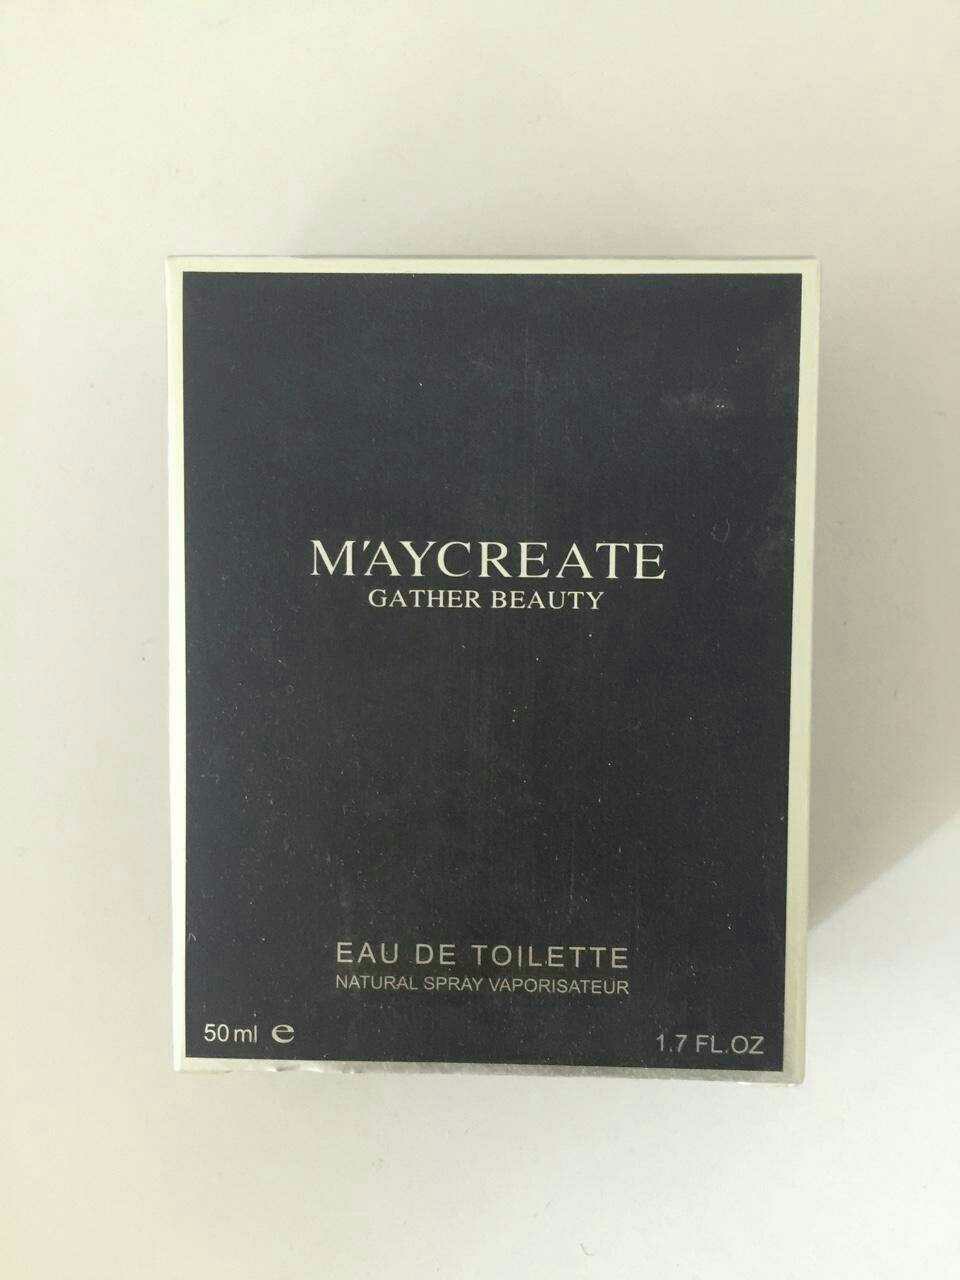 M'AYCREATE
GATHER BEAUTY
EAU DE TOILETTE
NATURAL SPRAY VAPORISATEUR
50ml ℮
1.7 FL.OZ